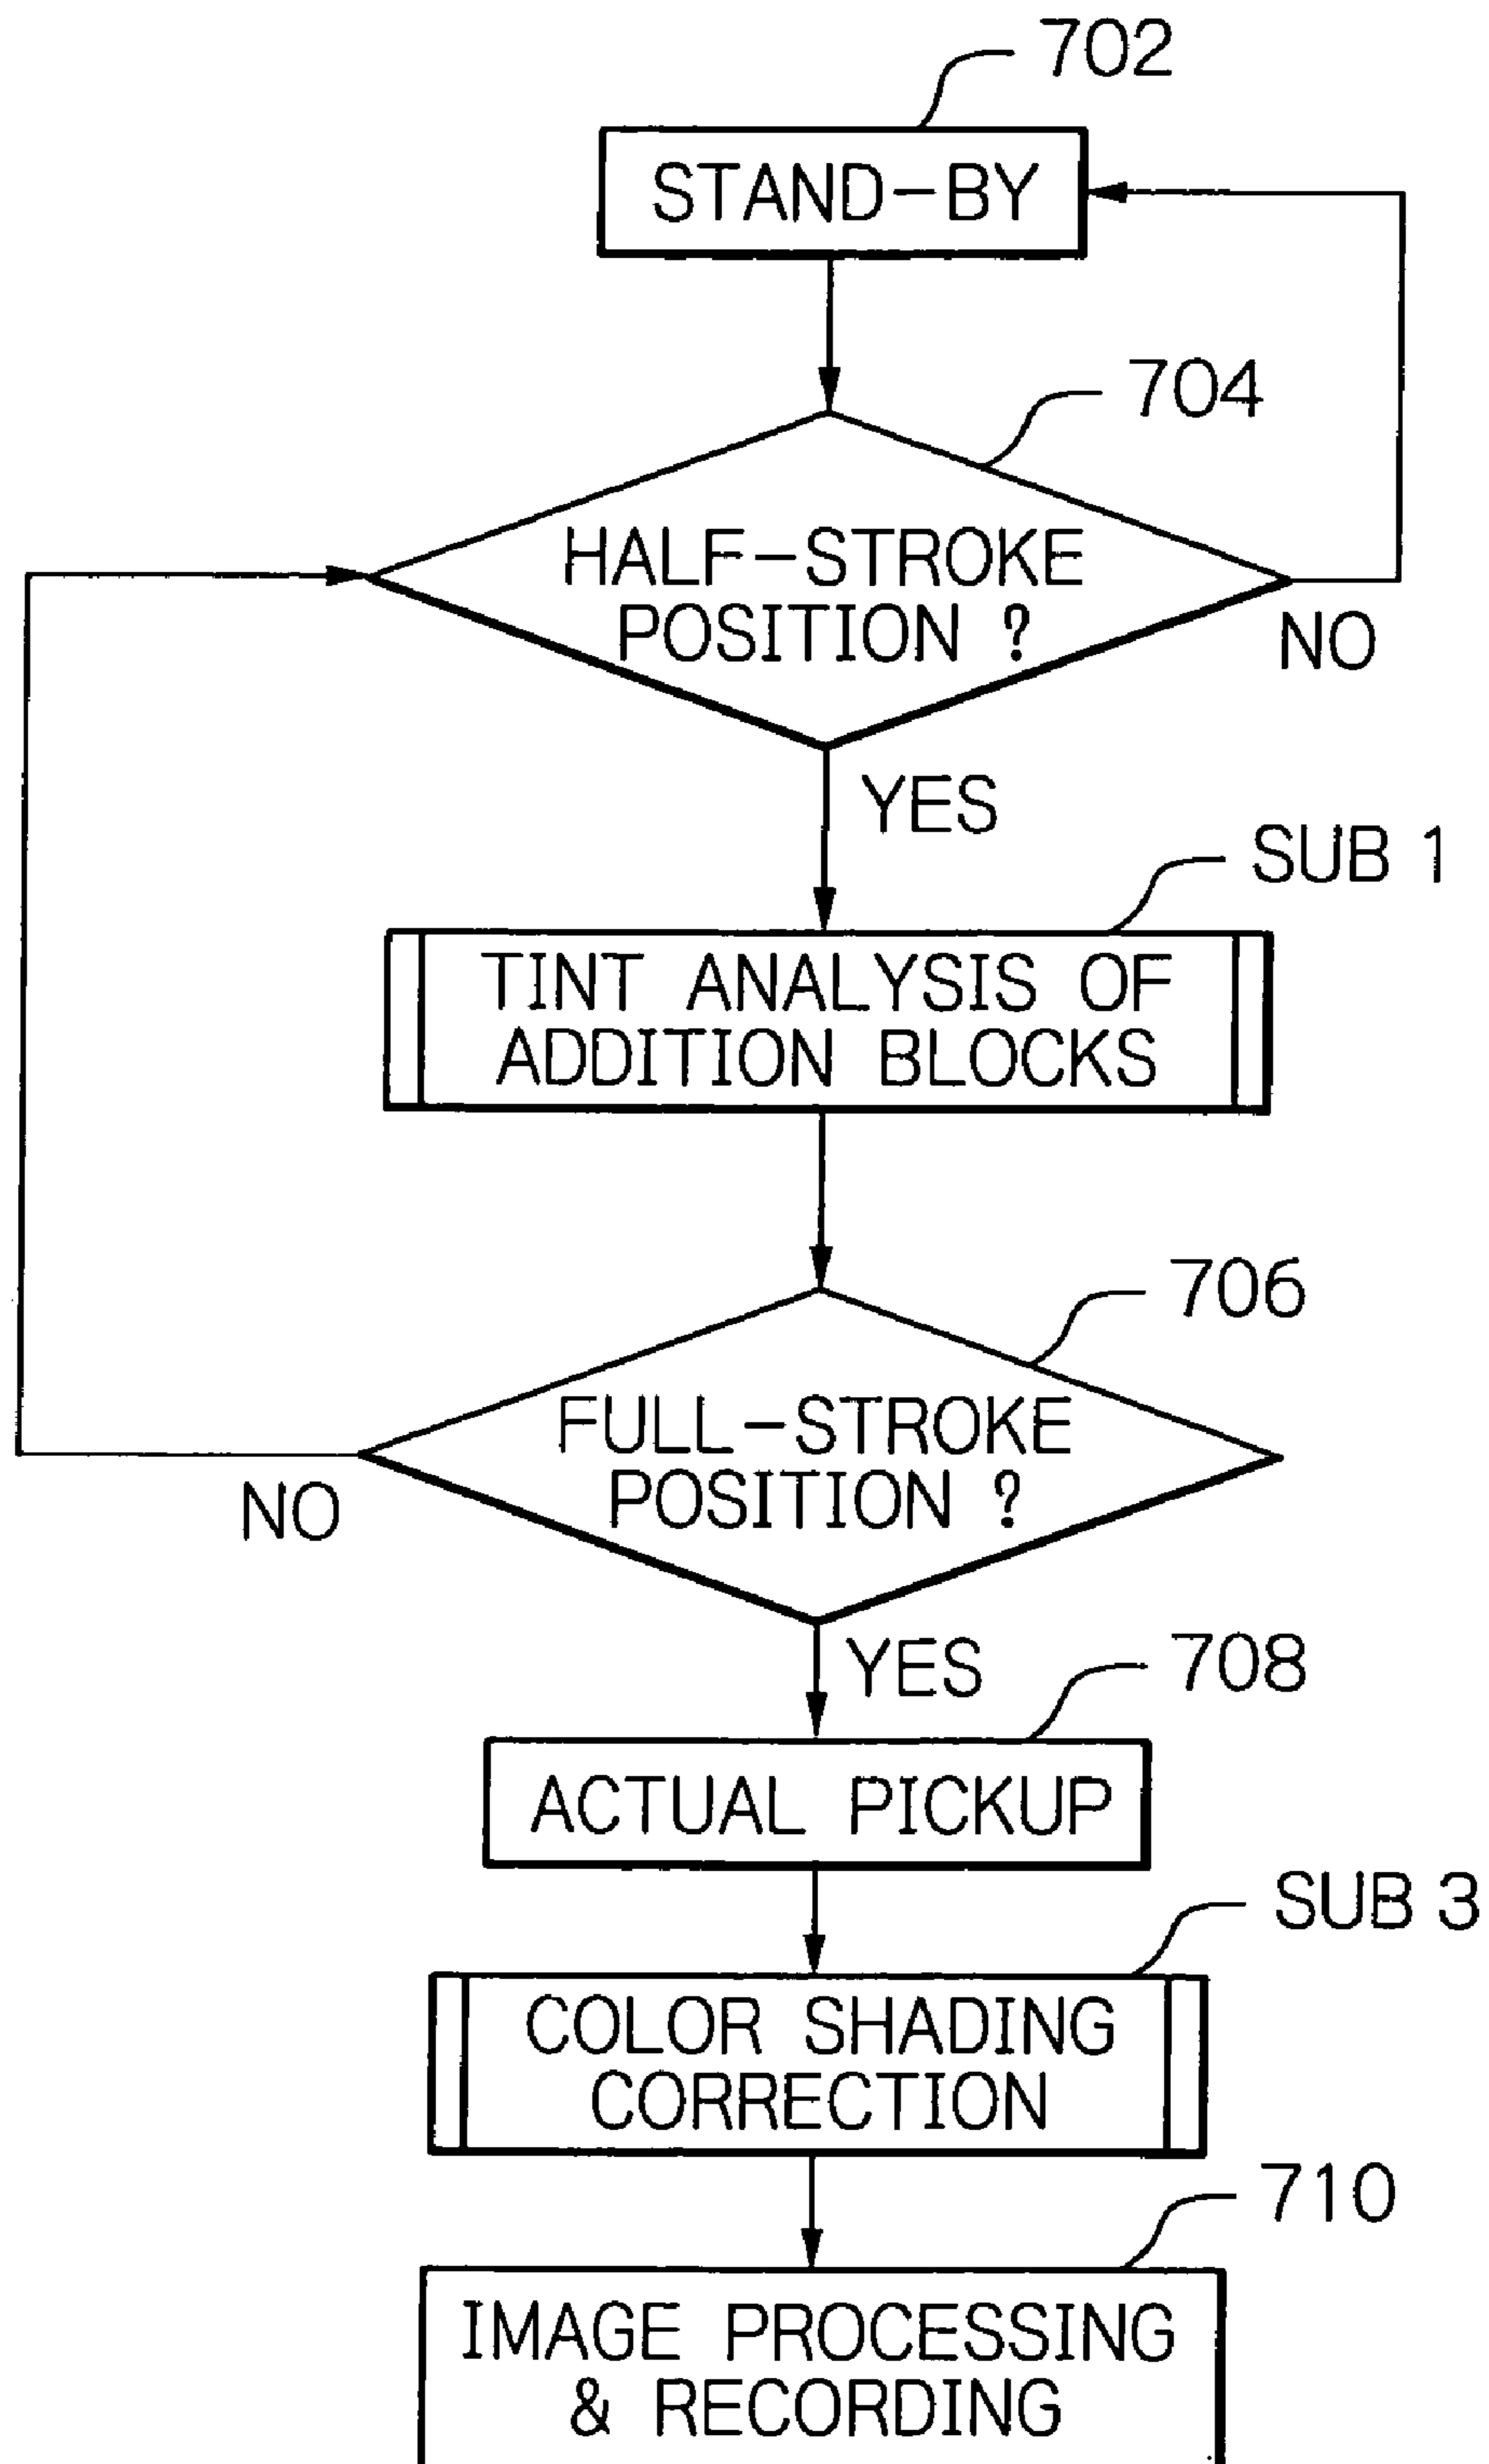 702
STAND-BY
704
HALF-STROKE
POSITION ?
NO
YES
SUB 1
TINT ANALYSIS OF
ADDITION BLOCKS
706
FULL-STROKE
POSITION ?
NO
YES
708
ACTUAL PICKUP
SUB 3
COLOR SHADING
CORRECTION
710
IMAGE PROCESSING
& RECORDING